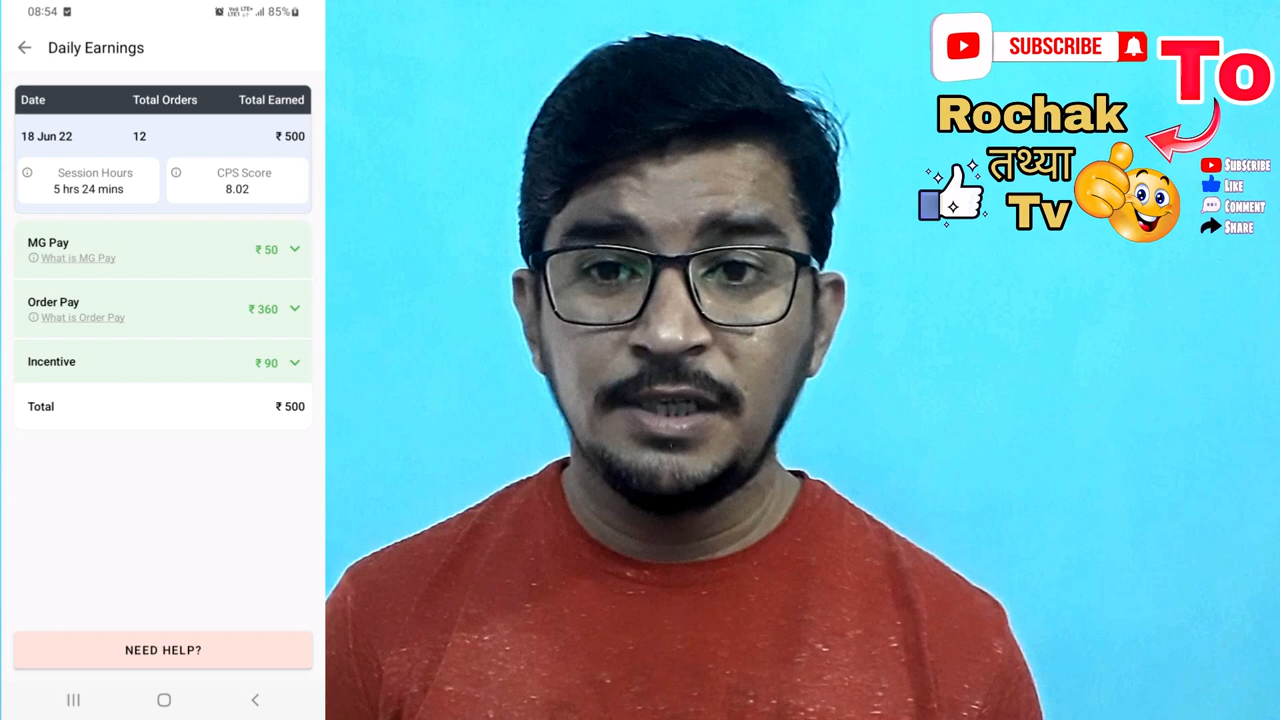 08:54
85%
Daily Earnings
Date Total Orders Total Earned
18 Jun 22 12 ₹ 500
Session Hours CPS Score
5 hrs 24 mins 8.02
MG Pay
₹ 50
What is MG Pay
Order Pay
₹ 360
What is Order Pay
Incentive ₹ 90
Total ₹ 500
NEED HELP?
SUBSCRIBE
To
Rochak
तथ्या
Tv
SUBSCRIBE
LIKE
COMMENT
SHARE